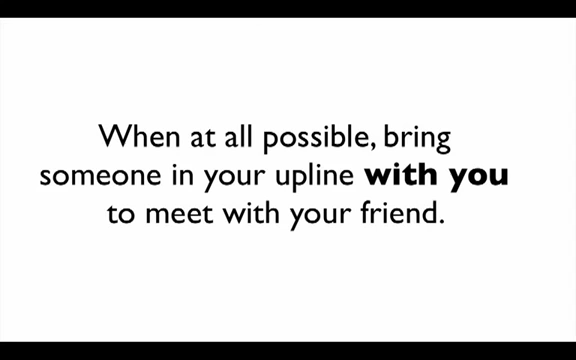 When at all possible, bring
someone in your upline with you
to meet with your friend.